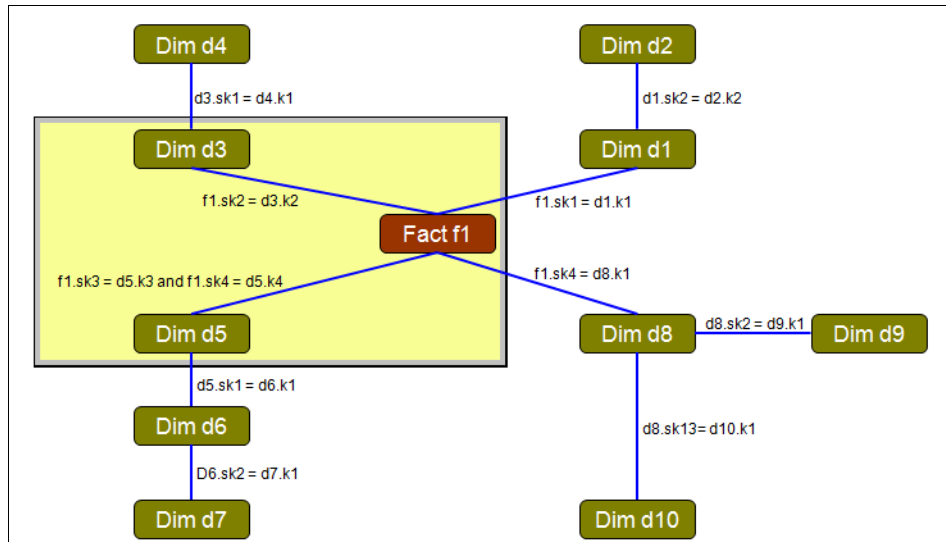 Dim d4
Dim d2
d3.sk1 = d4.k1
d1.sk2 = d2.k2
Dim d3
Dim d1
f1.sk2 = d3.k2
f1.sk1 = d1.k1
Fact f1
f1.sk3 = d5.k3 and f1.sk4 = d5.k4
f1.sk4 = d8.k1
Dim d5
Dim d8
d8.sk2 = d9.k1
Dim d9
d5.sk1 = d6.k1
Dim d6
d8.sk13= d10.k1
D6.sk2 = d7.k1
Dim d7
Dim d10